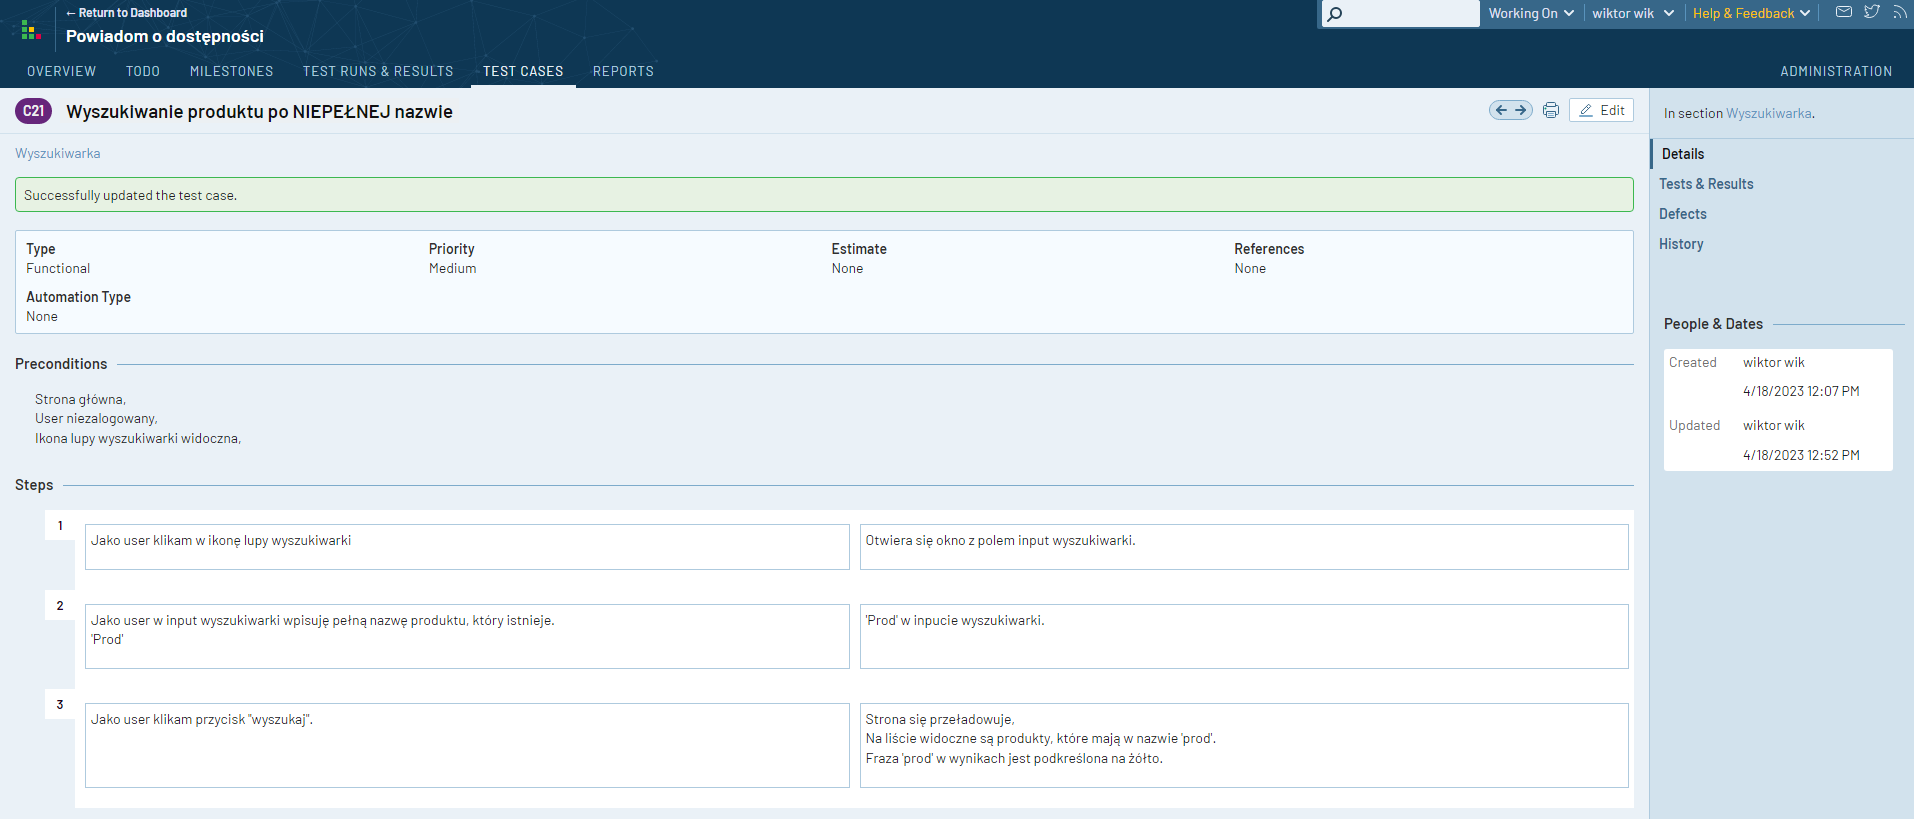 ← Return to Dashboard
Powiadom o dostępności
Working On
wiktor wik
Help & Feedback
OVERVIEW
TODO
MILESTONES
TEST RUNS & RESULTS
TEST CASES
REPORTS
ADMINISTRATION
C21
Wyszukiwanie produktu po NIEPEŁNEJ nazwie
Edit
Wyszukiwarka
Successfully updated the test case.
Type
Functional
Priority
Medium
Estimate
None
References
None
Automation Type
None
Preconditions
Strona główna,
User niezalogowany,
Ikona lupy wyszukiwarki widoczna,
Steps
1
Jako user klikam w ikonę lupy wyszukiwarki
Otwiera się okno z polem input wyszukiwarki.
2
Jako user w input wyszukiwarki wpisuję pełną nazwę produktu, który istnieje.
'Prod'
'Prod' w inpucie wyszukiwarki.
3
Jako user klikam przycisk "wyszukaj".
Strona się przeładowuje,
Na liście widoczne są produkty, które mają w nazwie 'prod'.
Fraza 'prod' w wynikach jest podkreślona na żółto.
In section Wyszukiwarka.
Details
Tests & Results
Defects
History
People & Dates
Created
wiktor wik
4/18/2023 12:07 PM
Updated
wiktor wik
4/18/2023 12:52 PM